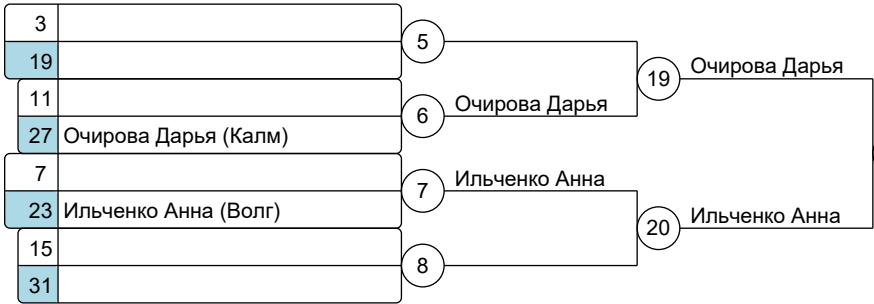 3
5
19
19 Очирова Дарья
11
6 Очирова Дарья
27 Очирова Дарья (Калм)
7
7 Ильченко Анна
23 Ильченко Анна (Волг)
20 Ильченко Анна
15
8
31